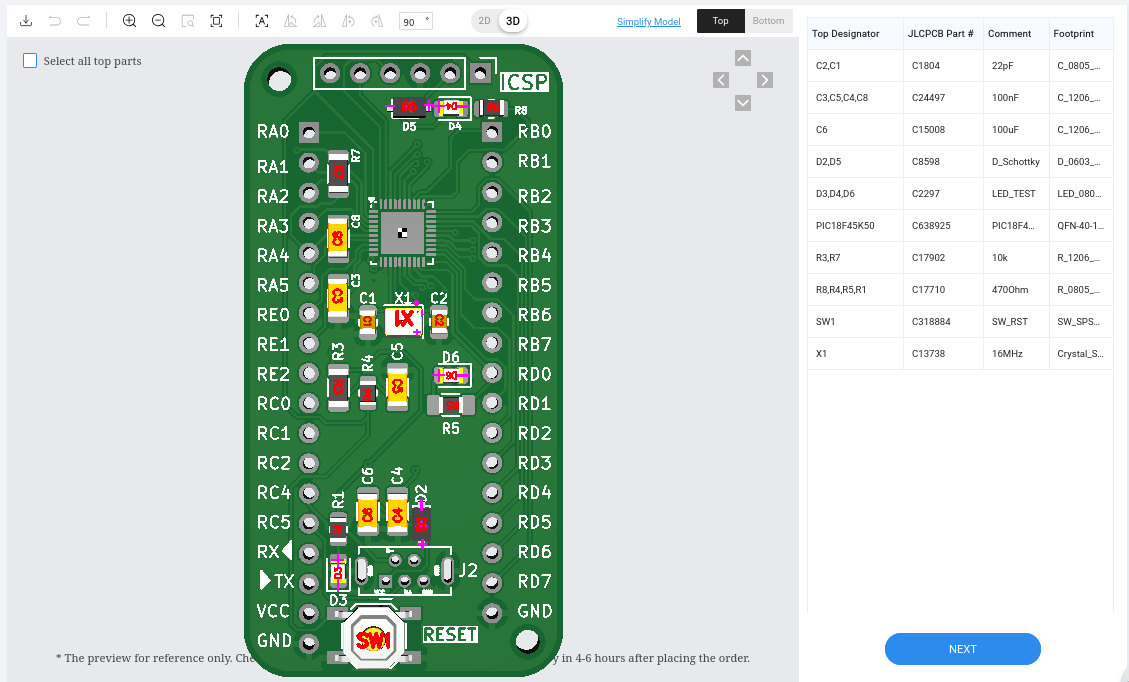 90 °
2D
3D
Simplify Model
Top
Bottom
Select all top parts
ICSP
D5
D4
R8
RA0
RB0
RA1
R7
RB1
RA2
RB2
RA3
C8
RB3
RA4
RB4
RA5
C3
RB5
RE0
C1
X1
C2
RB6
RE1
RB7
R3
R4
C5
D6
RE2
RD0
RC0
RD1
R5
RC1
RD2
RC2
RD3
C6
C4
RC4
R1
D2
RD4
RC5
RD5
RX
RD6
J2
TX
RD7
D3
VCC
GND
SW1
RESET
GND
* The preview for reference only. Che
y in 4-6 hours after placing the order.
Top Designator JLCPCB Part # Comment Footprint
C2,C1 C1804 22pF C_0805_...
C3,C5,C4,C8 C24497 100nF C_1206_...
C6 C15008 100uF C_1206_...
D2,D5 C8598 D_Schottky D_0603_...
D3,D4,D6 C2297 LED_TEST LED_080...
PIC18F45K50 C638925 PIC18F4... QFN-40-1...
R3,R7 C17902 10k R_1206_...
R8,R4,R5,R1 C17710 470Ohm R_0805_...
SW1 C318884 SW_RST SW_SPS...
X1 C13738 16MHz Crystal_S...
NEXT